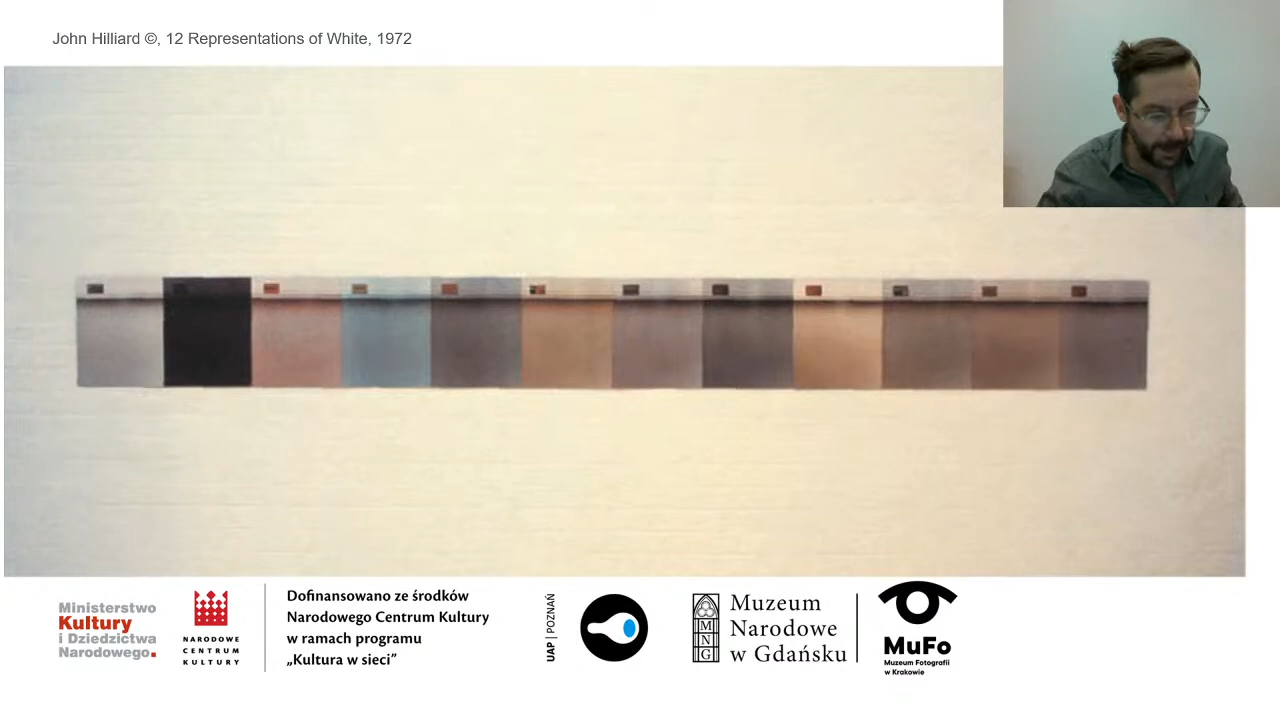 John Hilliard ©, 12 Representations of White, 1972
Ministerstwo
Kultury
i Dziedzictwa
Narodowego.
NARODOWE
CENTRUM
KULTURY
Dofinansowano ze środków
Narodowego Centrum Kultury
w ramach programu
„Kultura w sieci”
UAP | POZNAŃ
MNG
Muzeum
Narodowe
w Gdańsku
MuFo
Muzeum Fotografii
w Krakowie